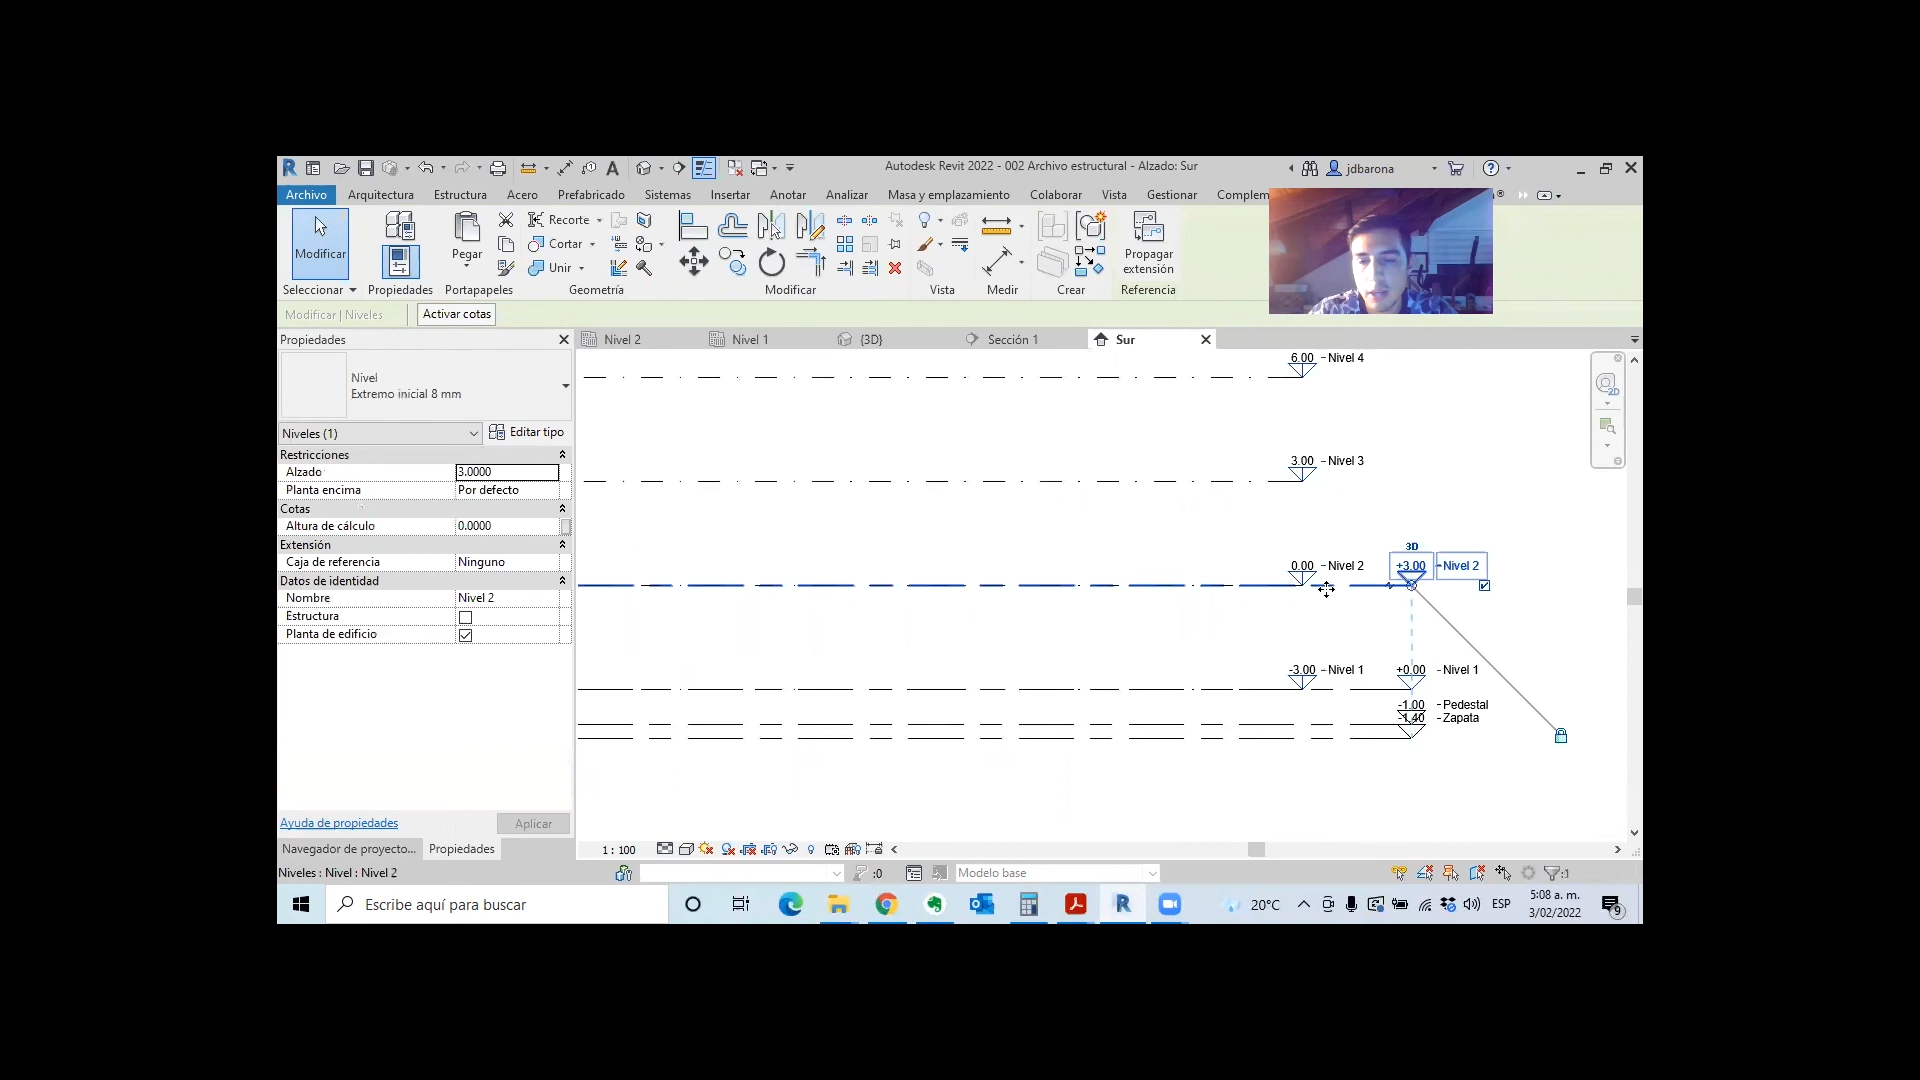 Autodesk Revit 2022 - 002 Archivo estructural - Alzado: Sur
jdbarona
Archivo Arquitectura Estructura Acero Prefabricado Sistemas Insertar Anotar Analizar Masa y emplazamiento Colaborar Vista Gestionar Complem
Modificar
Pegar
Recorte
Cortar
Unir
Propagar
extensión
Seleccionar Propiedades Portapapeles Geometría Modificar Vista Medir Crear Referencia
Modificar | Niveles Activar cotas
Propiedades
Nivel 2 Nivel 1 {3D} Sección 1 Sur
Nivel
Extremo inicial 8 mm
Niveles (1) Editar tipo
Restricciones
Alzado 3.0000
Planta encima Por defecto
Cotas
Altura de cálculo 0.0000
Extensión
Caja de referencia Ninguno
Datos de identidad
Nombre Nivel 2
Estructura
Planta de edificio
Ayuda de propiedades Aplicar
Navegador de proyecto... Propiedades
6.00 - Nivel 4
3.00 - Nivel 3
3D
0.00 - Nivel 2 +3.00 - Nivel 2
-3.00 - Nivel 1 +0.00 - Nivel 1
-1.00 - Pedestal
-1.40 - Zapata
2D
1 : 100
Niveles : Nivel : Nivel 2 :0 Modelo base :1
Escribe aquí para buscar
20°C ESP
5:08 a. m.
3/02/2022
9